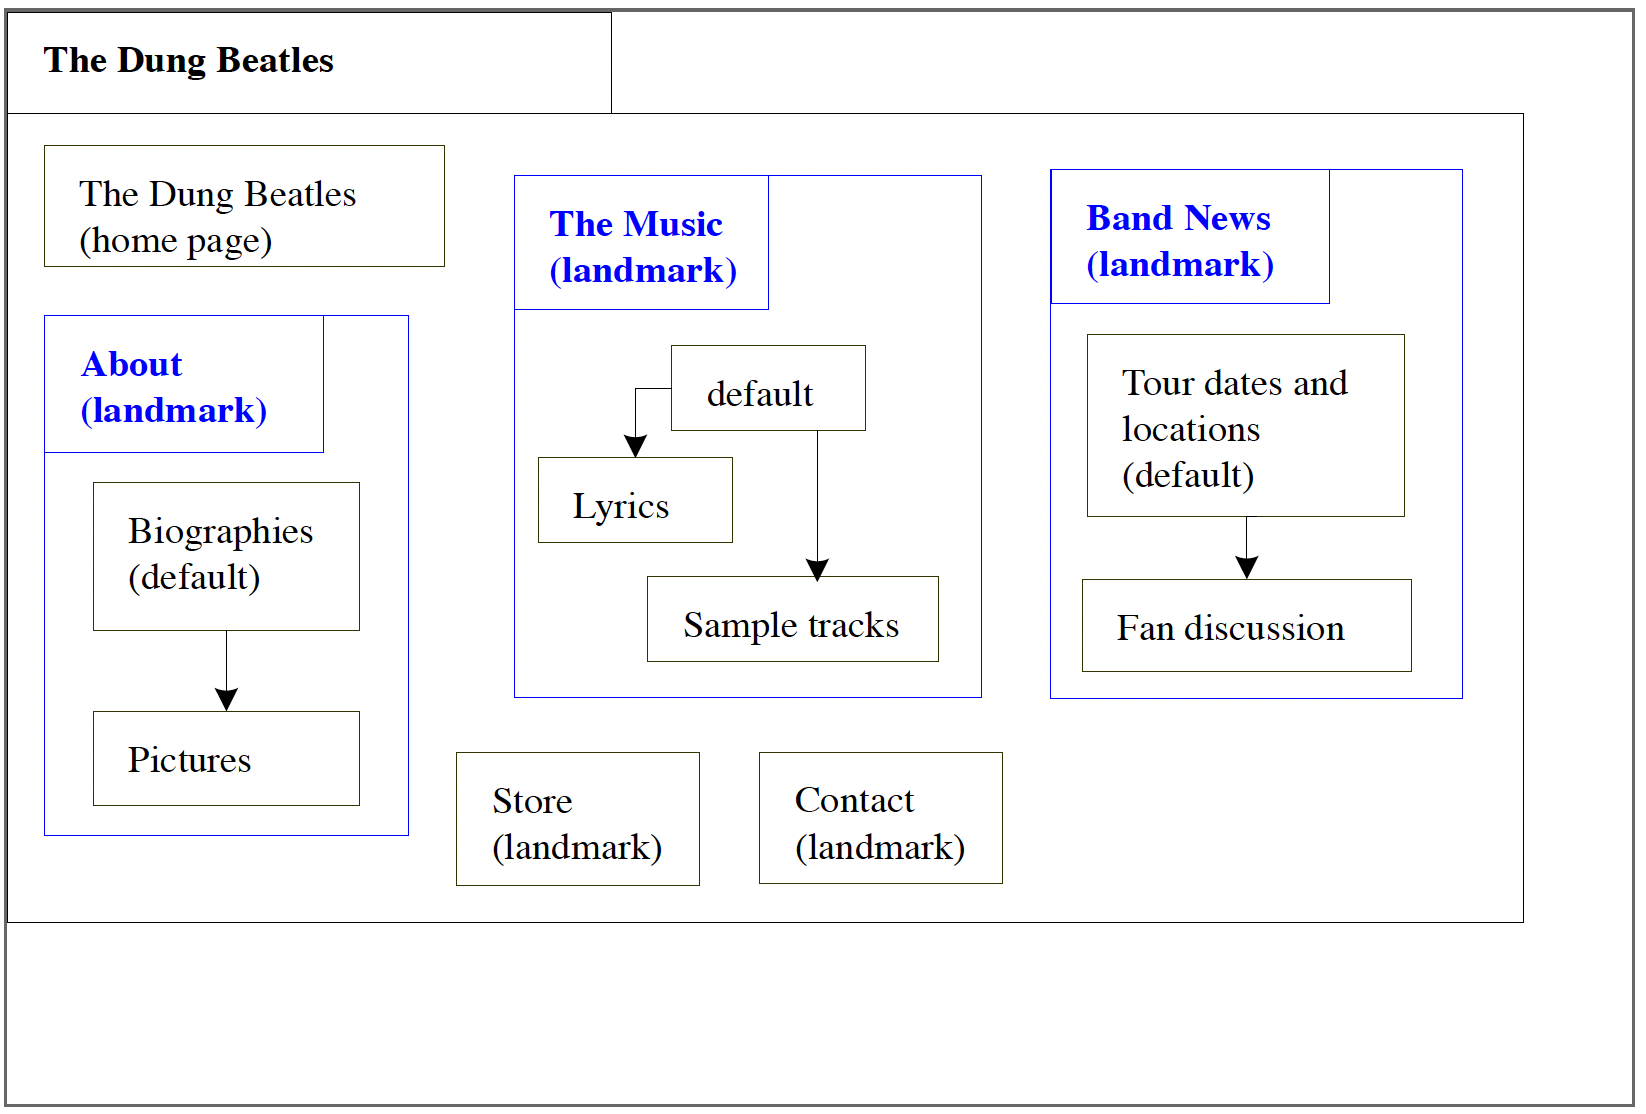 The Dung Beatles
The Dung Beatles
(home page)
About
(landmark)
Biographies
(default)
Pictures
The Music
(landmark)
default
Lyrics
Sample tracks
Band News
(landmark)
Tour dates and
locations
(default)
Fan discussion
Store
(landmark)
Contact
(landmark)